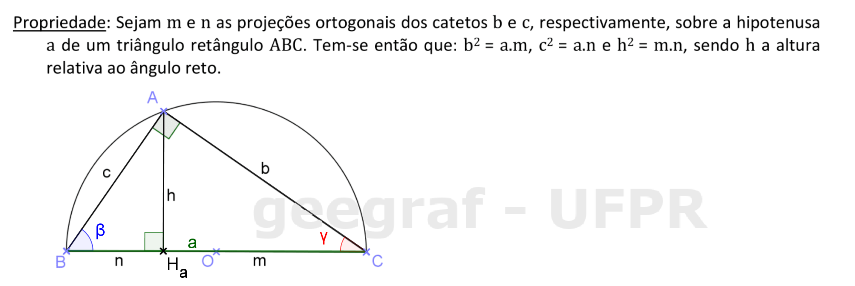 Propriedade: Sejam m e n as projeções ortogonais dos catetos b e c, respectivamente, sobre a hipotenusa
a de um triângulo retângulo ABC. Tem-se então que: b² = a.m, c² = a.n e h² = m.n, sendo h a altura
relativa ao ângulo reto.
A
c
b
h
geegraf - UFPR
β
a
γ
B
n
Hₐ
O
m
C